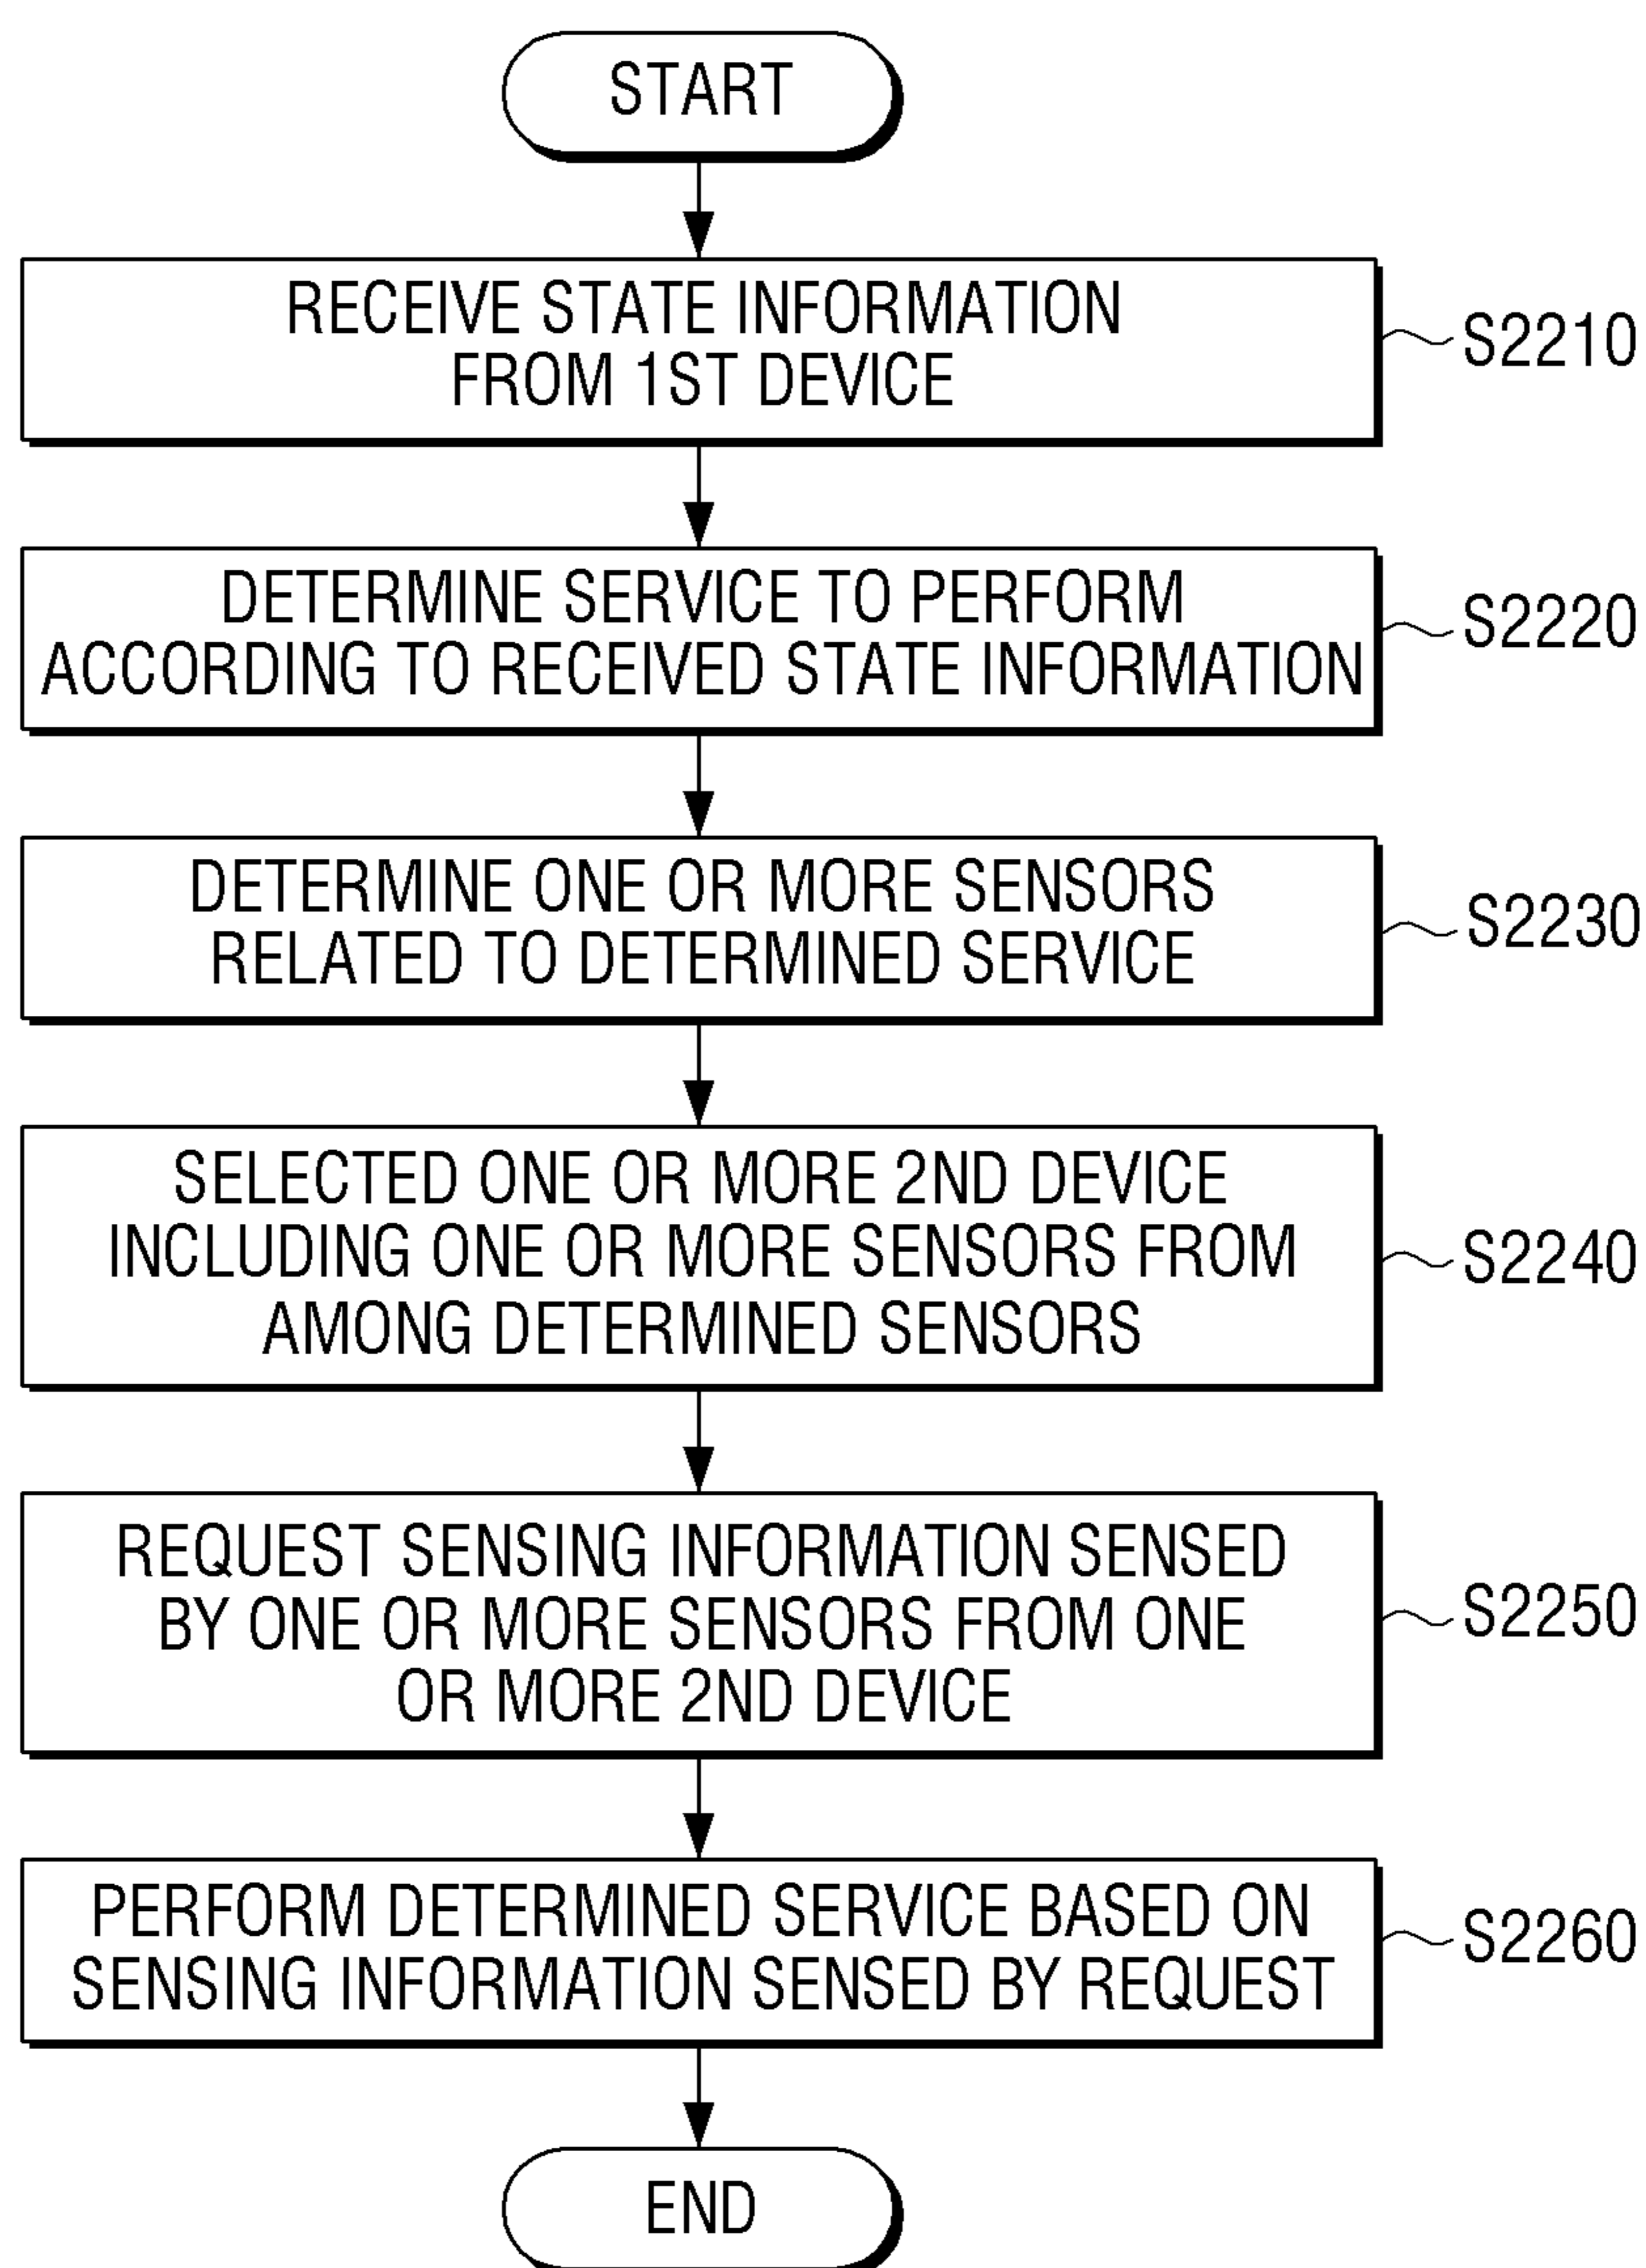 START
RECEIVE STATE INFORMATION
FROM 1ST DEVICE
S2210
DETERMINE SERVICE TO PERFORM
ACCORDING TO RECEIVED STATE INFORMATION
S2220
DETERMINE ONE OR MORE SENSORS
RELATED TO DETERMINED SERVICE
S2230
SELECTED ONE OR MORE 2ND DEVICE
INCLUDING ONE OR MORE SENSORS FROM
AMONG DETERMINED SENSORS
S2240
REQUEST SENSING INFORMATION SENSED
BY ONE OR MORE SENSORS FROM ONE
OR MORE 2ND DEVICE
S2250
PERFORM DETERMINED SERVICE BASED ON
SENSING INFORMATION SENSED BY REQUEST
S2260
END